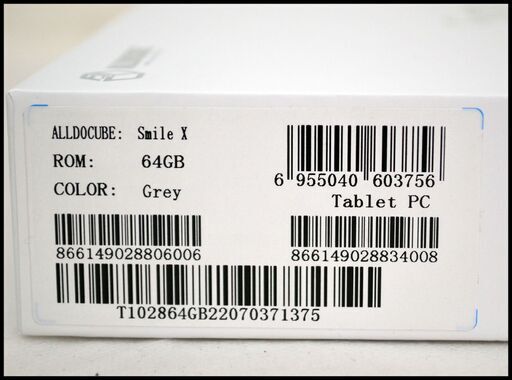 ALLDOCUBE: Smile X
ROM: 64GB
COLOR: Grey
6 955040 603756
Tablet PC
866149028806006
866149028834008
T102864GB22070371375